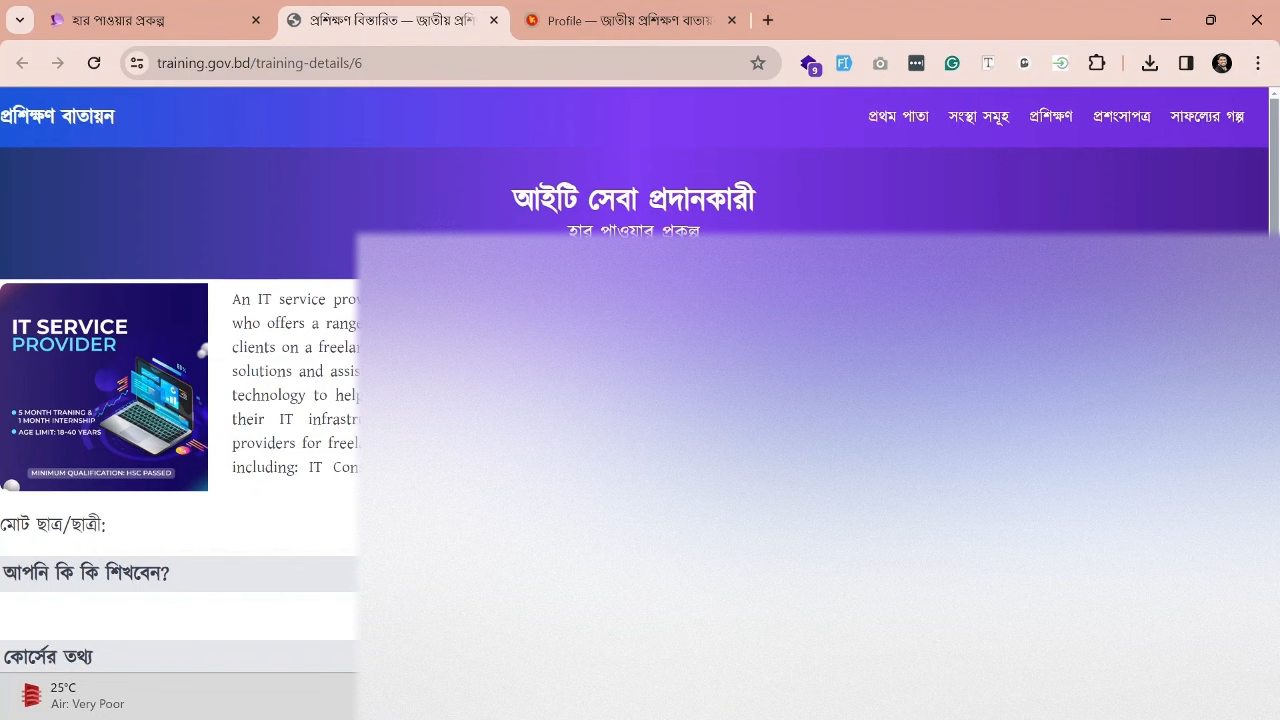 হার পাওয়ার প্রকল্প
প্রশিক্ষণ বিস্তারিত — জাতীয় প্রশি
Profile — জাতীয় প্রশিক্ষণ বাতায়
training.gov.bd/training-details/6
9
প্রশিক্ষণ বাতায়ন
প্রথম পাতা
সংস্থা সমূহ
প্রশিক্ষণ
প্রশংসাপত্র
সাফল্যের গল্প
আইটি সেবা প্রদানকারী
হার পাওয়ার প্রকল্প
IT SERVICE
PROVIDER
5 MONTH TRANING &
1 MONTH INTERNSHIP
AGE LIMIT: 18-40 YEARS
MINIMUM QUALIFICATION: HSC PASSED
An IT service prov
who offers a range
clients on a freelan
solutions and assis
technology to help
their IT infrastru
providers for freela
including: IT Con
মোট ছাত্র/ছাত্রী:
আপনি কি কি শিখবেন?
কোর্সের তথ্য
25°C
Air: Very Poor